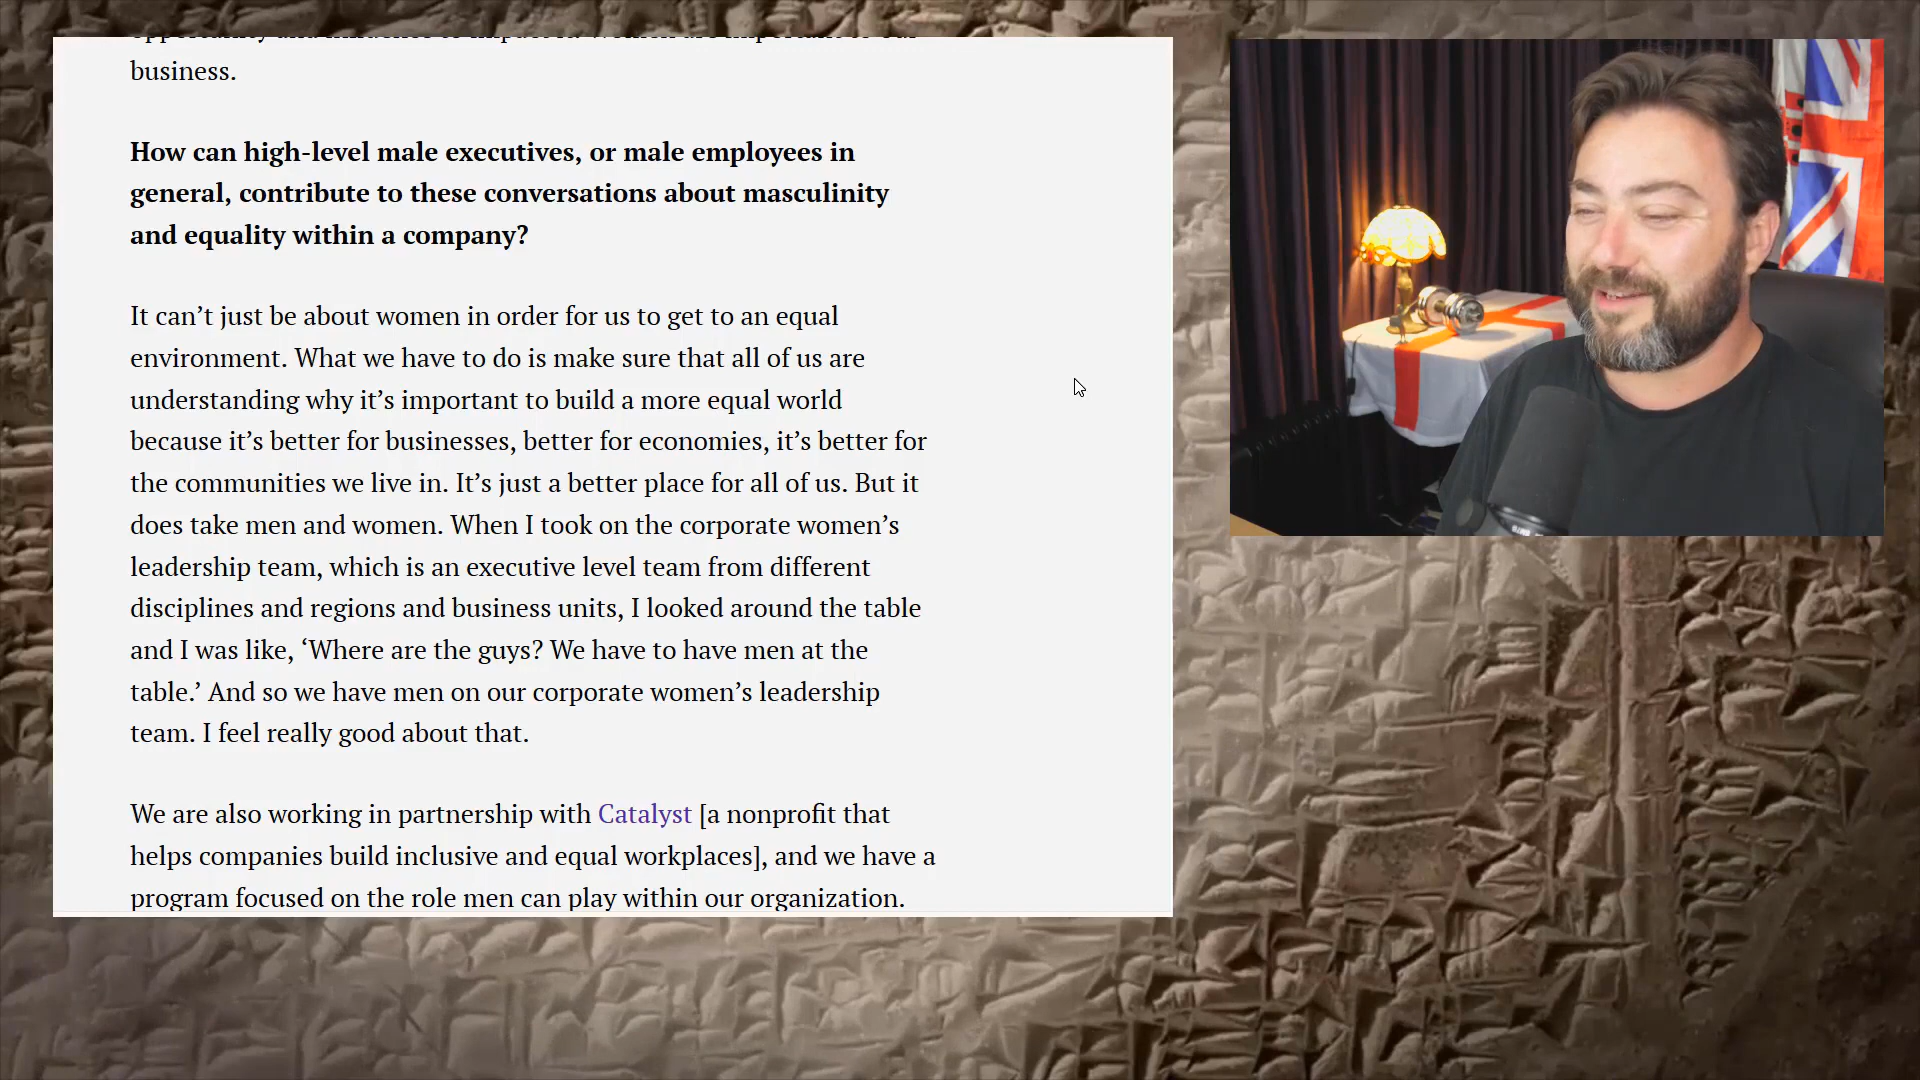 business.
How can high-level male executives, or male employees in
general, contribute to these conversations about masculinity
and equality within a company?
It can’t just be about women in order for us to get to an equal
environment. What we have to do is make sure that all of us are
understanding why it’s important to build a more equal world
because it’s better for businesses, better for economies, it’s better for
the communities we live in. It’s just a better place for all of us. But it
does take men and women. When I took on the corporate women’s
leadership team, which is an executive level team from different
disciplines and regions and business units, I looked around the table
and I was like, ‘Where are the guys? We have to have men at the
table.’ And so we have men on our corporate women’s leadership
team. I feel really good about that.
We are also working in partnership with Catalyst [a nonprofit that
helps companies build inclusive and equal workplaces], and we have a
program focused on the role men can play within our organization.